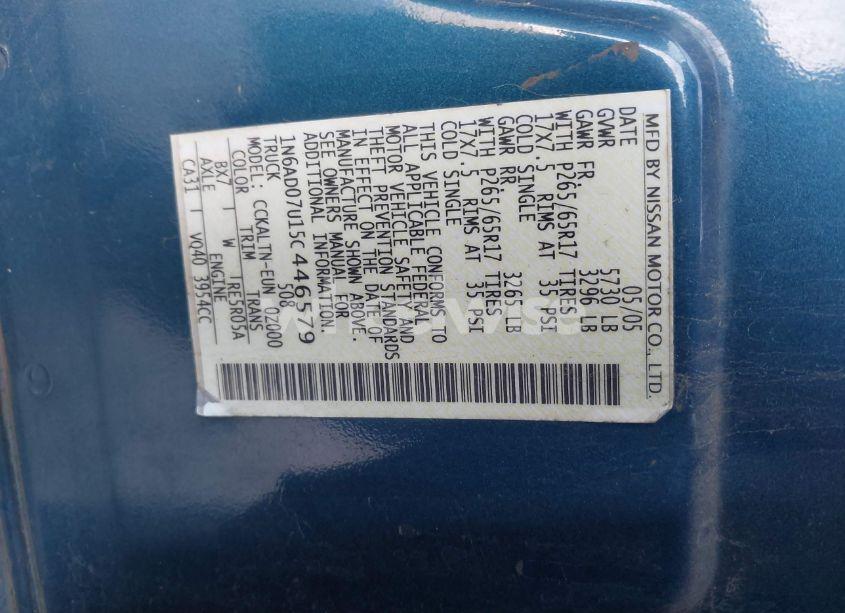 MFD BY NISSAN MOTOR CO., LTD.
DATE 05/05
GVWR 5730 LB
GAWR FR. 3296 LB
WITH P265/65R17 TIRES
17X7.5 RIMS AT 35 PSI
COLD SINGLE
GAWR RR 3265 LB
WITH P265/65R17 TIRES
17X7.5 RIMS AT 35 PSI
COLD SINGLE
THIS VEHICLE CONFORMS TO
ALL APPLICABLE FEDERAL
MOTOR VEHICLE SAFETY AND
THEFT PREVENTION STANDARDS
IN EFFECT ON THE DATE OF
MANUFACTURE SHOWN ABOVE.
SEE OWNERS MANUAL FOR
ADDITIONAL INFORMATION.
1N6AD07U15C446579
TRUCK 508
MODEL: CCKALTN-EUN OZ000
COLOR TRIM TRANS
BX7 I W I RE5R05A
AXLE ENGINE
CA31 I VQ40 3954CC